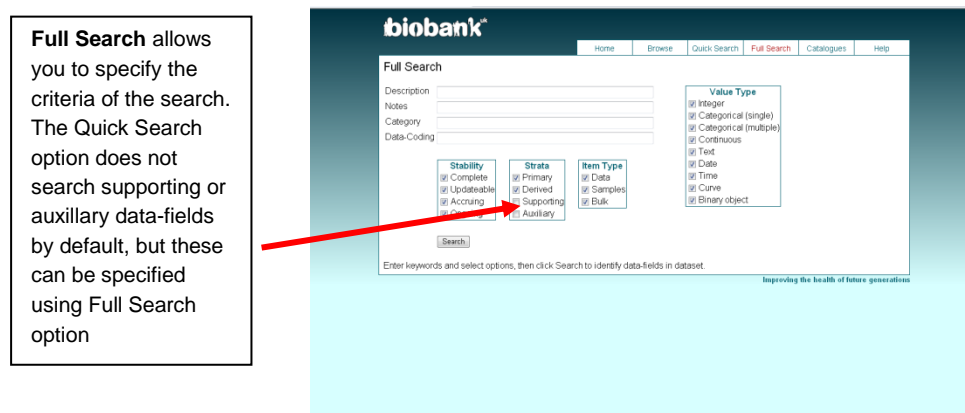 Full Search allows
you to specify the
criteria of the search.
The Quick Search
option does not
search supporting or
auxillary data-fields
by default, but these
can be specified
using Full Search
option
biobank uk
Home Browse Quick Search Full Search Catalogues Help
Full Search
Description
Notes
Category
Data-Coding
Stability
Complete
Updateable
Accruing
Strata
Primary
Derived
Supporting
Auxiliary
Item Type
Data
Samples
Bulk
Value Type
Integer
Categorical (single)
Categorical (multiple)
Continuous
Text
Date
Time
Curve
Binary object
Search
Enter keywords and select options, then click Search to identify data-fields in dataset.
Improving the health of future generations